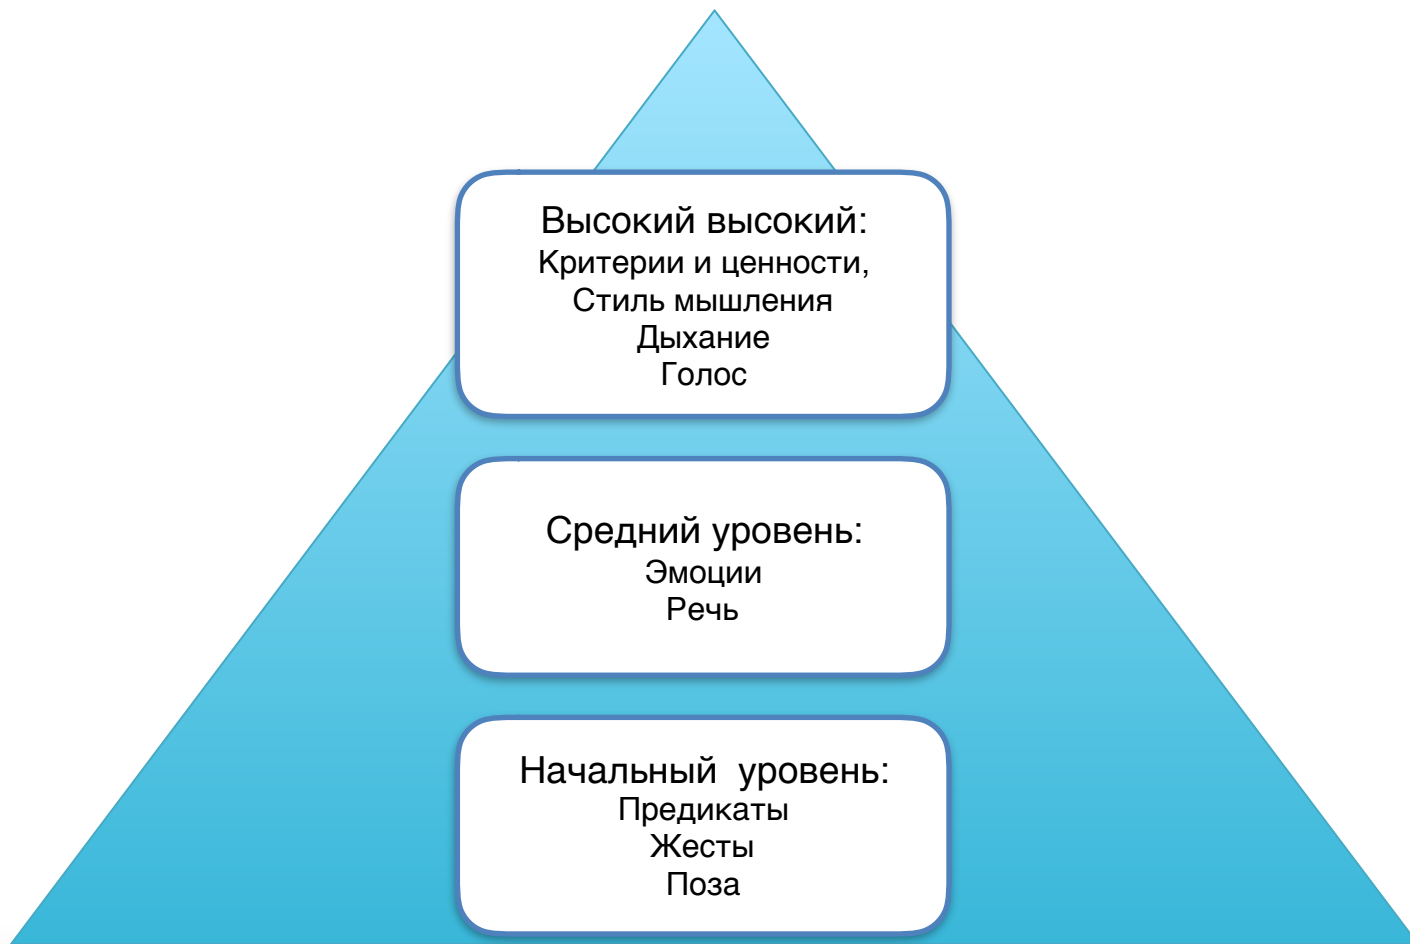 Высокий высокий:
Критерии и ценности,
Стиль мышления
Дыхание
Голос
Средний уровень:
Эмоции
Речь
Начальный  уровень:
Предикаты
Жесты
Поза